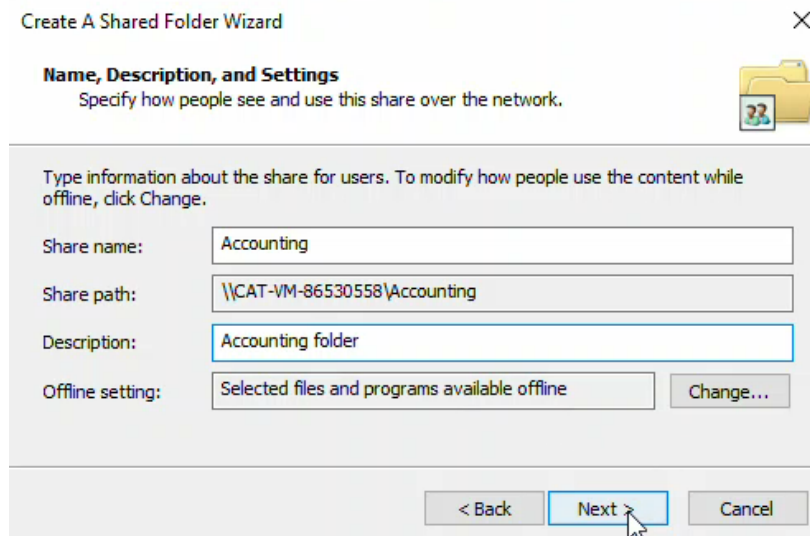 Create A Shared Folder Wizard
Name, Description, and Settings
Specify how people see and use this share over the network.
Type information about the share for users. To modify how people use the content while
offline, click Change.
Share name: Accounting
Share path: \\CAT-VM-86530558\Accounting
Description: Accounting folder
Offline setting: Selected files and programs available offline Change...
< Back Next > Cancel